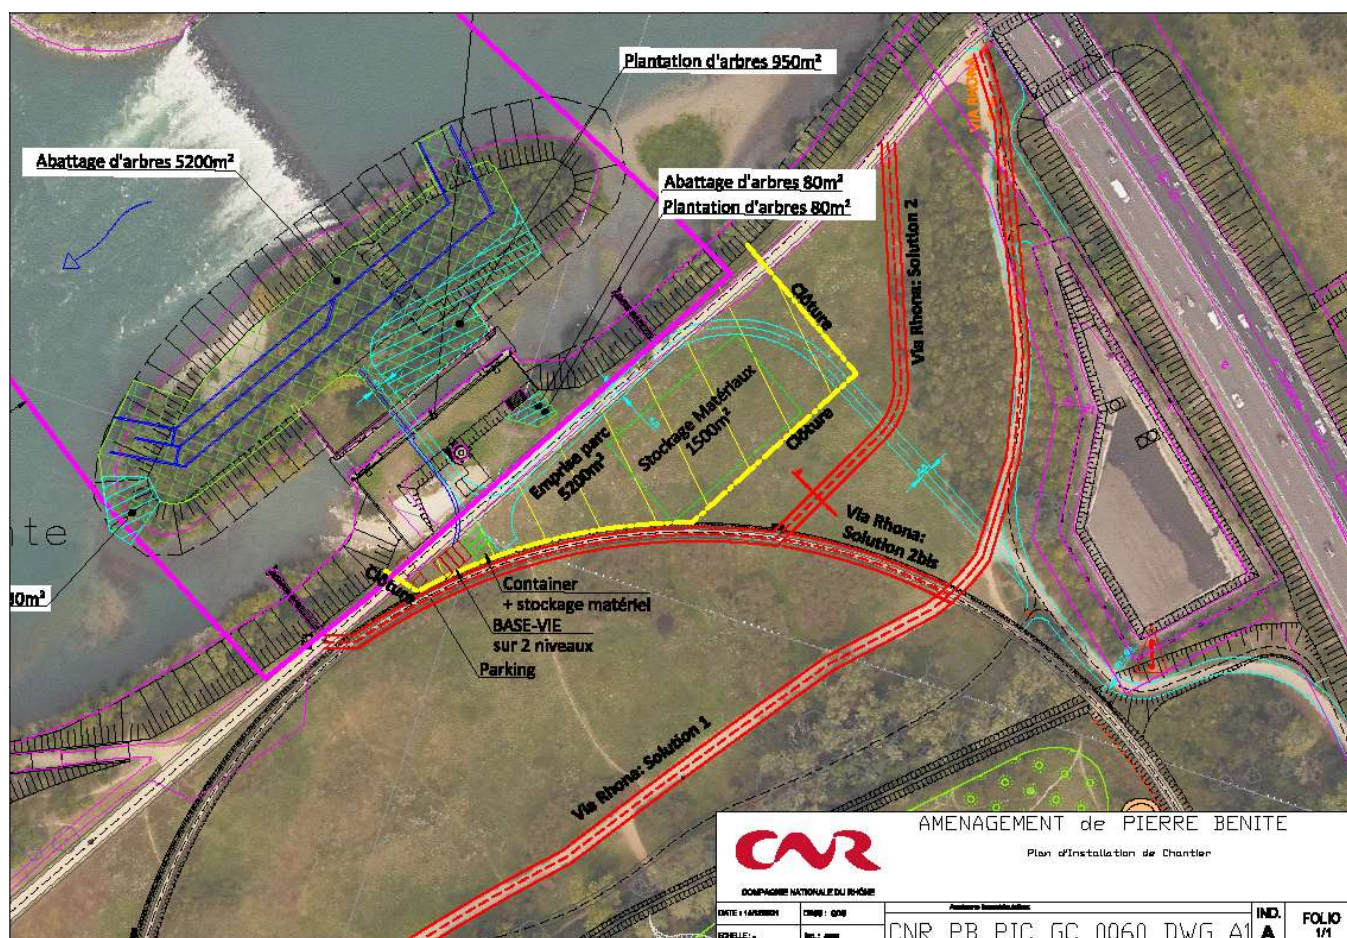 Plantation d'arbres 950m²
Abattage d'arbres 5200m²
Abattage d'arbres 80m²
Plantation d'arbres 80m²
VIA RHONA
Via Rhona: Solution 2
Clôture
Stockage Matériaux
1500m²
Clôture
Emprise parc
5200m²
Via Rhona:
Solution 2bis
nte
Clôture
Container
+ stockage matériel
BASE-VIE
sur 2 niveaux
Parking
Via Rhona: Solution 1
CNR
COMPAGNIE NATIONALE DU RHÔNE
AMENAGEMENT de PIERRE BENITE
Plan d'Installation de Chantier
CNR PB PIC GC 0060 DWG A1
IND.
A
FOLIO
1/1